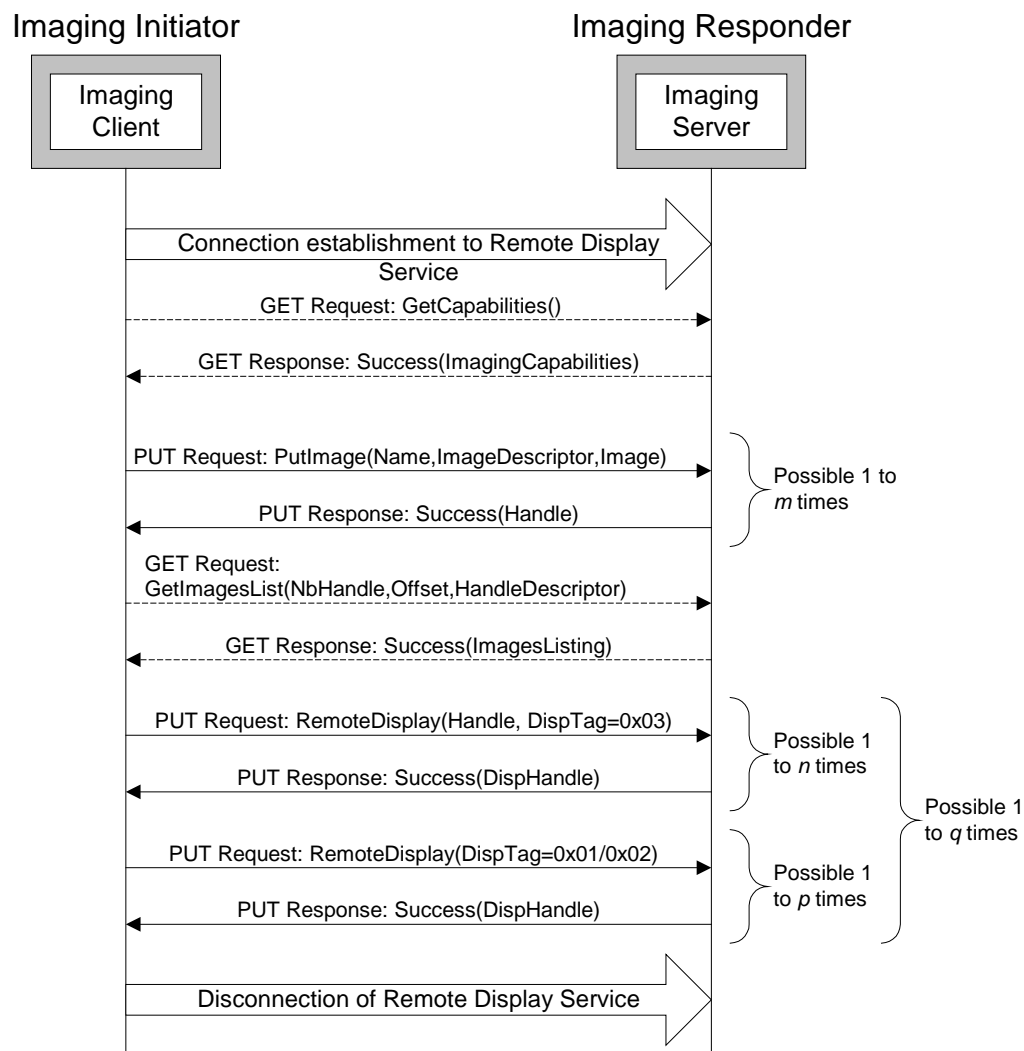 Imaging Initiator
Imaging Responder
Imaging
Client
Imaging
Server
Connection establishment to Remote Display
Service
GET Request: GetCapabilities()
GET Response: Success(ImagingCapabilities)
PUT Request: PutImage(Name,ImageDescriptor,Image)
Possible 1 to
m times
PUT Response: Success(Handle)
GET Request:
GetImagesList(NbHandle,Offset,HandleDescriptor)
GET Response: Success(ImagesListing)
PUT Request: RemoteDisplay(Handle, DispTag=0x03)
Possible 1
to n times
PUT Response: Success(DispHandle)
Possible 1
to q times
PUT Request: RemoteDisplay(DispTag=0x01/0x02)
Possible 1
to p times
PUT Response: Success(DispHandle)
Disconnection of Remote Display Service